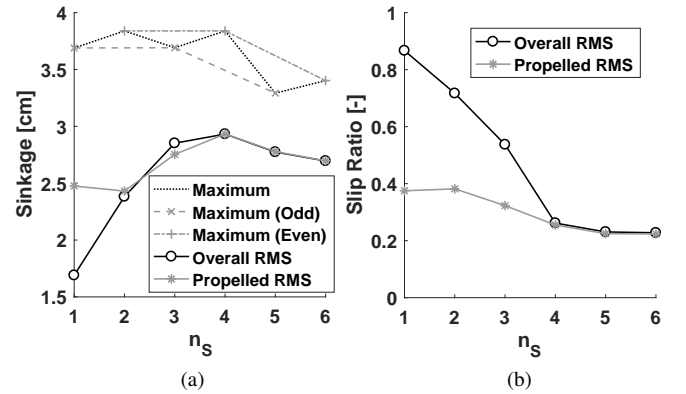 4
3.5
3
2.5
2
1.5
Sinkage [cm]
Maximum
Maximum (Odd)
Maximum (Even)
Overall RMS
Propelled RMS
1 2 3 4 5 6
n_S
(a)
1
0.8
0.6
0.4
0.2
0
Slip Ratio [-]
Overall RMS
Propelled RMS
1 2 3 4 5 6
n_S
(b)